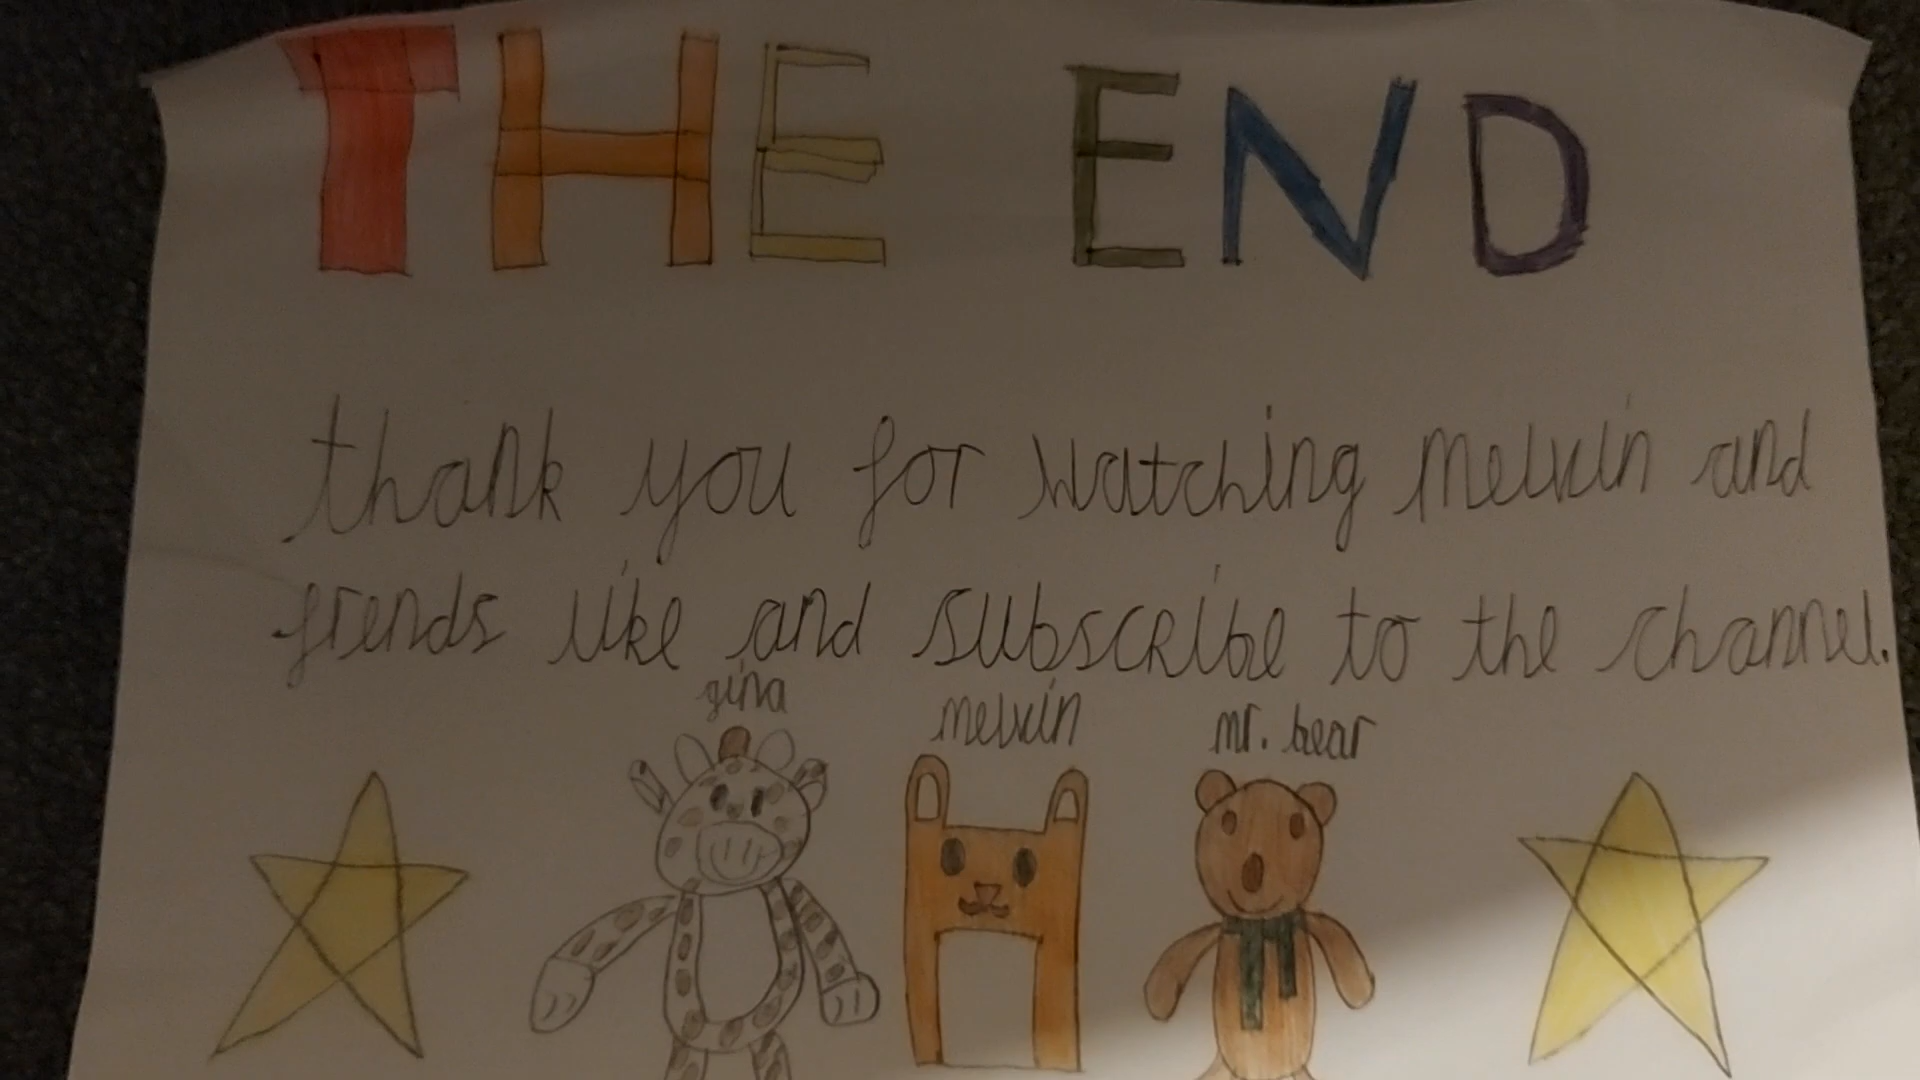 THE END
thank you for watching melvin and
friends like and subscribe to the channel.
gina melvin mr. bear